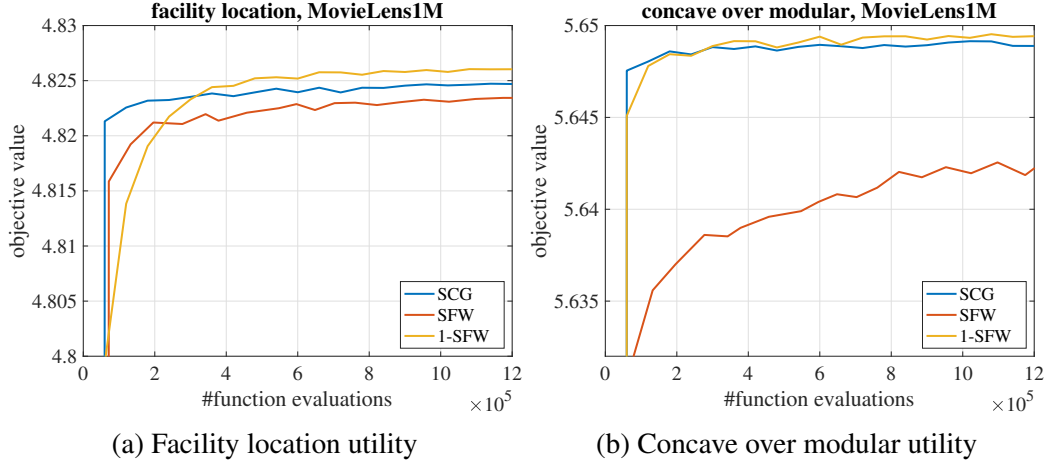 facility location, MovieLens1M
4.83
4.825
4.82
4.815
4.81
4.805
4.8
objective value
SCG
SFW
1-SFW
0 2 4 6 8 10 12
#function evaluations
×10^5
(a) Facility location utility
concave over modular, MovieLens1M
5.65
5.645
5.64
5.635
objective value
SCG
SFW
1-SFW
0 2 4 6 8 10 12
#function evaluations
×10^5
(b) Concave over modular utility